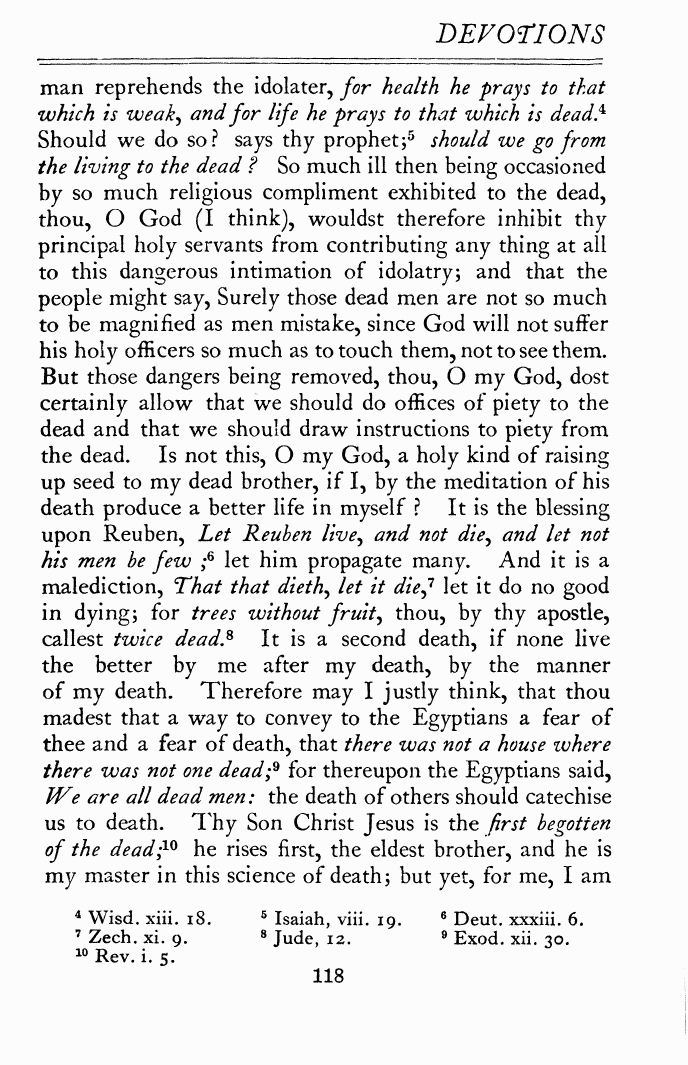 DEVOTIONS
man reprehends the idolater, for health he prays to that
which is weak, and for life he prays to that which is dead.⁴
Should we do so? says thy prophet;⁵ should we go from
the living to the dead? So much ill then being occasioned
by so much religious compliment exhibited to the dead,
thou, O God (I think), wouldst therefore inhibit thy
principal holy servants from contributing any thing at all
to this dangerous intimation of idolatry; and that the
people might say, Surely those dead men are not so much
to be magnified as men mistake, since God will not suffer
his holy officers so much as to touch them, not to see them.
But those dangers being removed, thou, O my God, dost
certainly allow that we should do offices of piety to the
dead and that we should draw instructions to piety from
the dead. Is not this, O my God, a holy kind of raising
up seed to my dead brother, if I, by the meditation of his
death produce a better life in myself? It is the blessing
upon Reuben, Let Reuben live, and not die, and let not
his men be few;⁶ let him propagate many. And it is a
malediction, That that dieth, let it die,⁷ let it do no good
in dying; for trees without fruit, thou, by thy apostle,
callest twice dead.⁸ It is a second death, if none live
the better by me after my death, by the manner
of my death. Therefore may I justly think, that thou
madest that a way to convey to the Egyptians a fear of
thee and a fear of death, that there was not a house where
there was not one dead;⁹ for thereupon the Egyptians said,
We are all dead men: the death of others should catechise
us to death. Thy Son Christ Jesus is the first begotten
of the dead;¹⁰ he rises first, the eldest brother, and he is
my master in this science of death; but yet, for me, I am
⁴ Wisd. xiii. 18. ⁵ Isaiah, viii. 19. ⁶ Deut. xxxiii. 6.
⁷ Zech. xi. 9. ⁸ Jude, 12. ⁹ Exod. xii. 30.
¹⁰ Rev. i. 5.
118